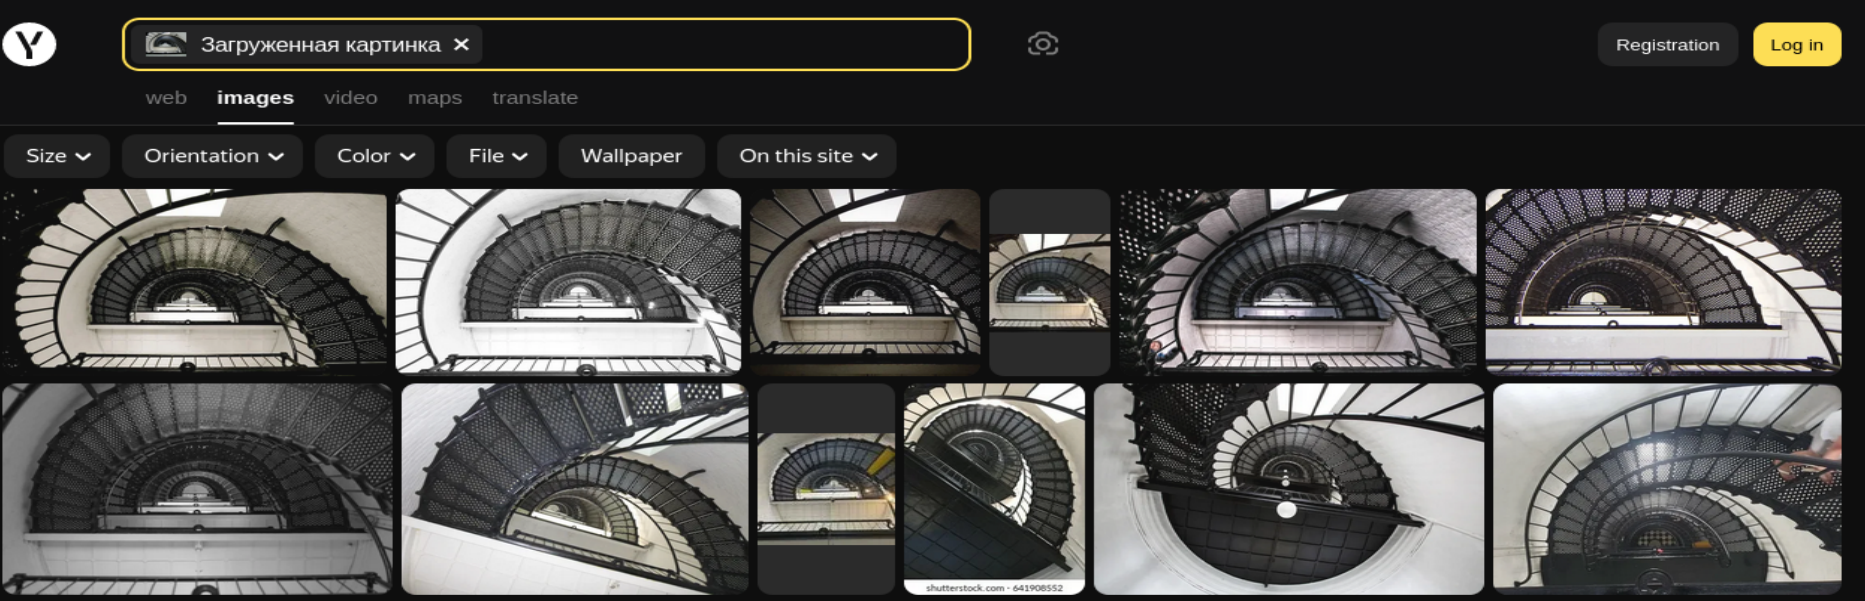 Y Загруженная картинка × Registration Log in
web images video maps translate
Size Orientation Color File Wallpaper On this site
shutterstock.com · 641908552